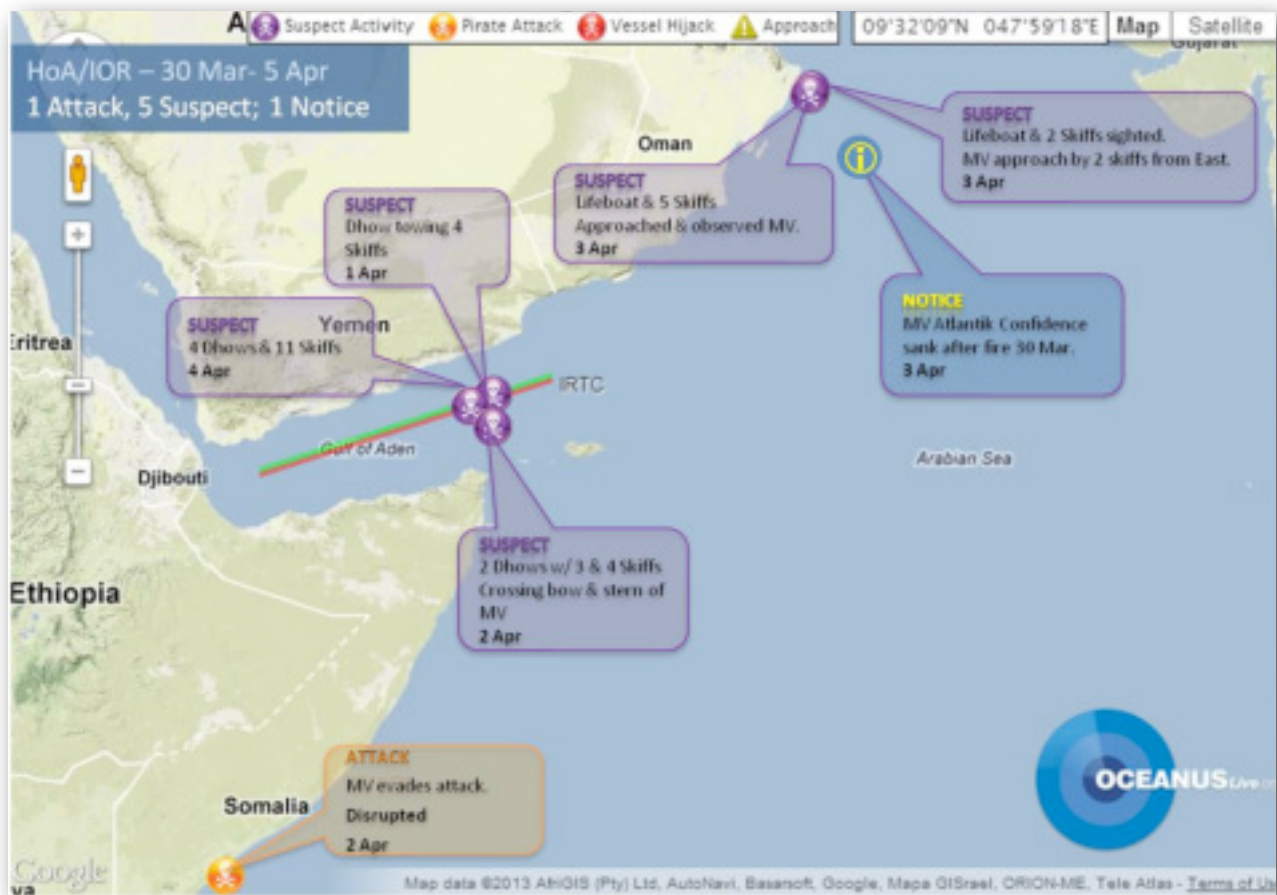 A
Suspect Activity
Pirate Attack
Vessel Hijack
Approach
09°32'09"N 047°59'18"E
Map
Satellite
Gujarat
HoA/IOR – 30 Mar- 5 Apr
1 Attack, 5 Suspect; 1 Notice
SUSPECT
Lifeboat & 2 Skiffs sighted.
MV approach by 2 skiffs from East.
3 Apr
Oman
SUSPECT
Lifeboat & 5 Skiffs
Approached & observed MV.
3 Apr
SUSPECT
Dhow towing 4
Skiffs
1 Apr
NOTICE
MV Atlantik Confidence
sank after fire 30 Mar.
3 Apr
SUSPECT
4 Dhows & 11 Skiffs
4 Apr
Yemen
Eritrea
IRTC
Gulf of Aden
Arabian Sea
Djibouti
SUSPECT
2 Dhows w/ 3 & 4 Skiffs
Crossing bow & stern of
MV
2 Apr
Ethiopia
ATTACK
MV evades attack.
Disrupted
2 Apr
Somalia
OCEANUSLive
Google
ya
Map data ©2013 AfriGIS (Pty) Ltd, AutoNavi, Basarsoft, Google, Mapa GISrael, ORION-ME, Tele Atlas - Terms of Us